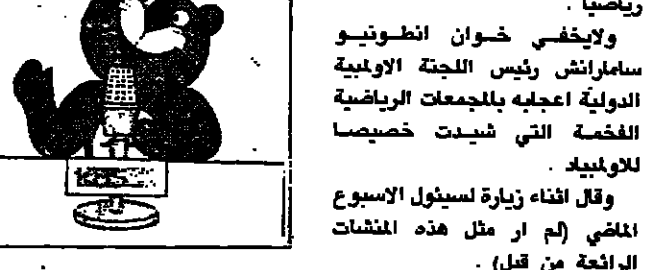 رياضيا .
ولايخفي خوان انطونيو
سامارانش رئيس اللجنة الاولمبية
الدولية اعجابه بالمجمعات الرياضية
الفخمة التي شيدت خصيصا
للاولمبياد .
وقال اثناء زيارة لسيئول الاسبوع
الماضي (لم ار مثل هذه المنشات
الرائعة من قبل) .